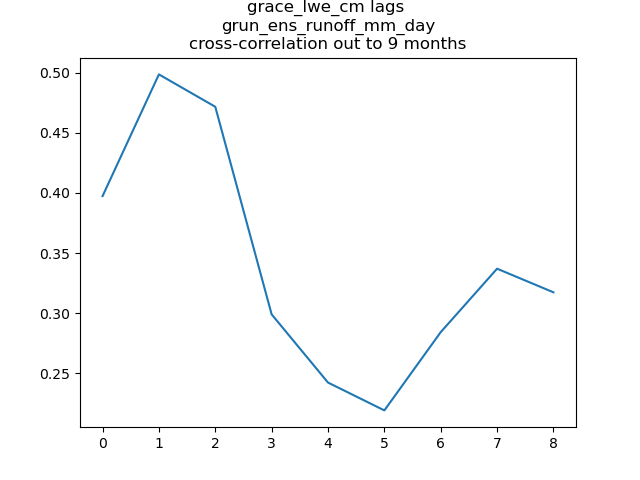 grace_lwe_cm lags
grun_ens_runoff_mm_day
cross-correlation out to 9 months
0.50
0.45
0.40
0.35
0.30
0.25
0 1 2 3 4 5 6 7 8